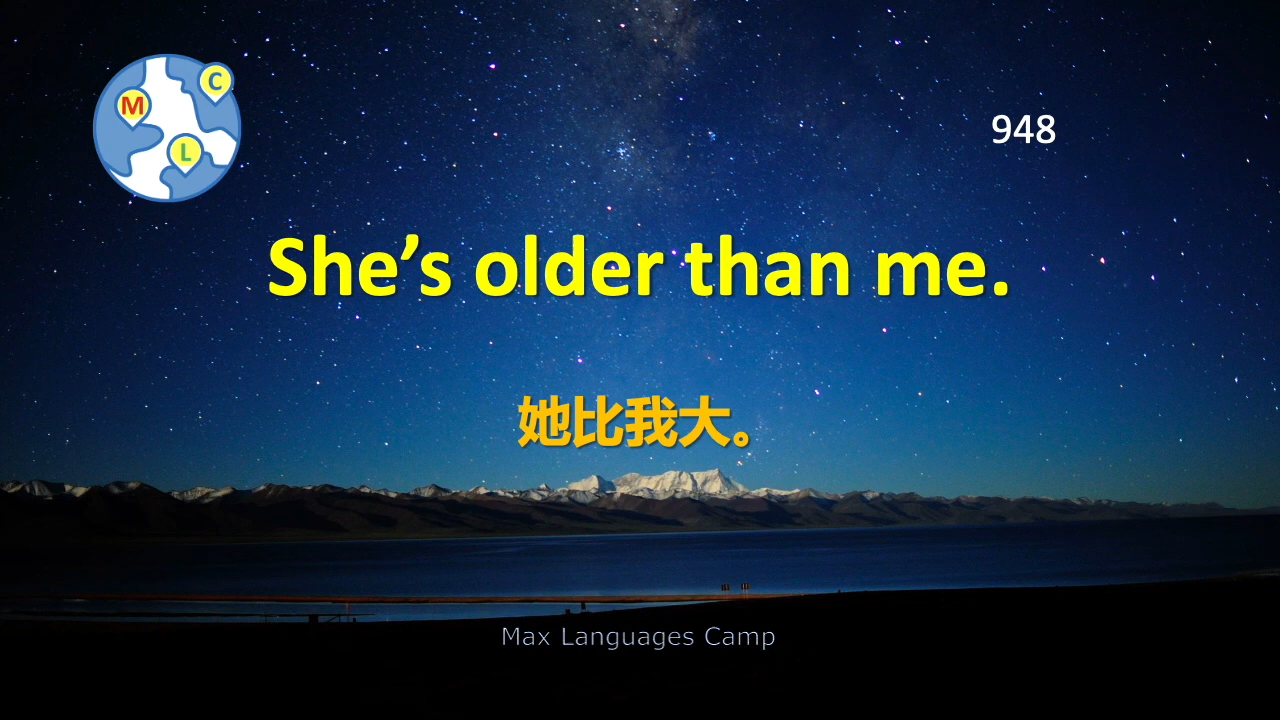 M
C
L
948
She’s older than me.
她比我大。
Max Languages Camp